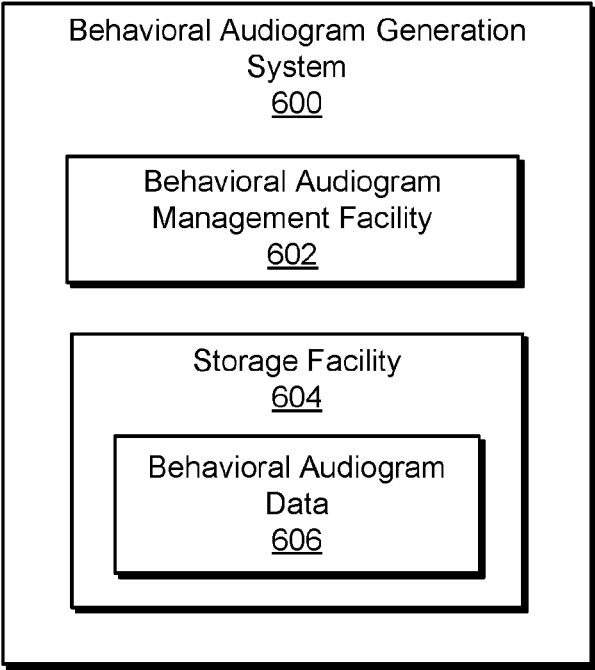 Behavioral Audiogram Generation
System
600
Behavioral Audiogram
Management Facility
602
Storage Facility
604
Behavioral Audiogram
Data
606